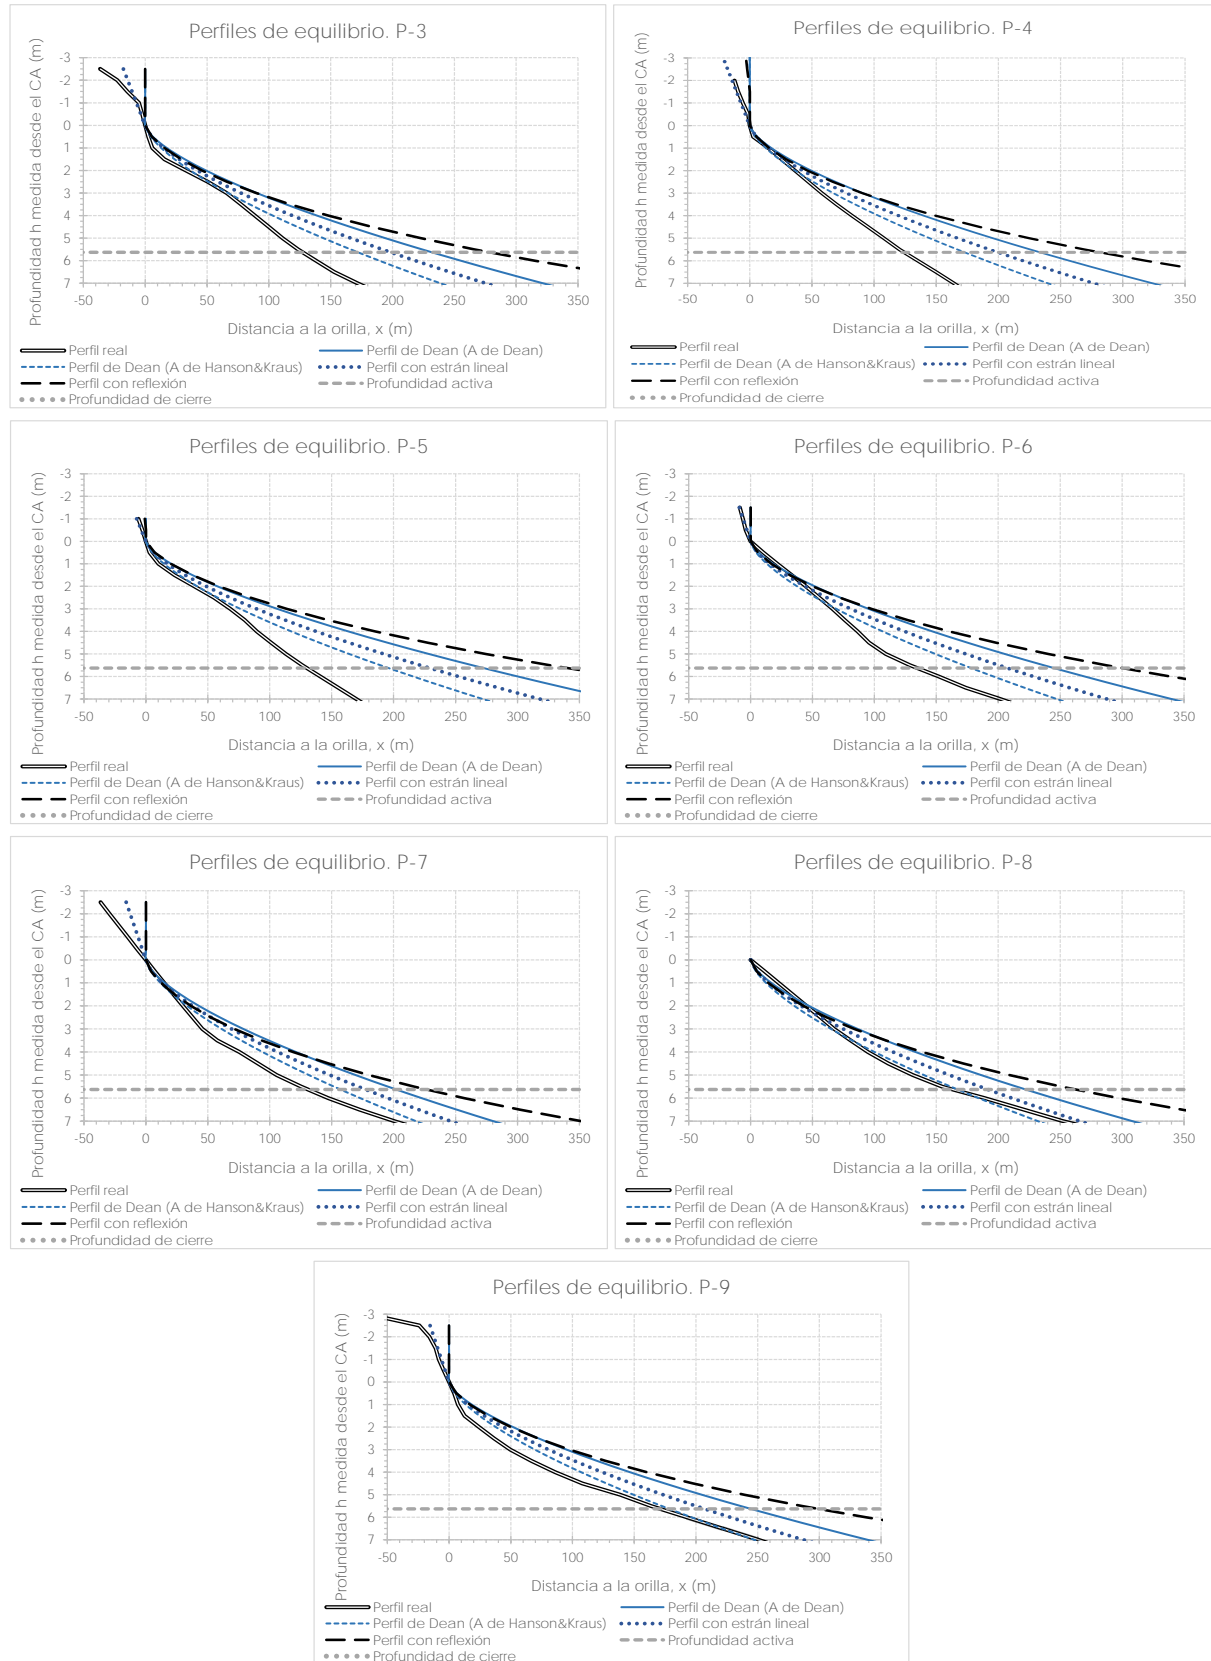 Perfiles de equilibrio. P-3
Profundidad h medida desde el CA (m)
-3
-2
-1
0
1
2
3
4
5
6
7
-50 0 50 100 150 200 250 300 350
Distancia a la orilla, x (m)
Perfil real Perfil de Dean (A de Dean)
Perfil de Dean (A de Hanson&Kraus) Perfil con estrán lineal
Perfil con reflexión Profundidad activa
Profundidad de cierre
Perfiles de equilibrio. P-4
Profundidad h medida desde el CA (m)
-3
-2
-1
0
1
2
3
4
5
6
7
-50 0 50 100 150 200 250 300 350
Distancia a la orilla, x (m)
Perfil real Perfil de Dean (A de Dean)
Perfil de Dean (A de Hanson&Kraus) Perfil con estrán lineal
Perfil con reflexión Profundidad activa
Profundidad de cierre
Perfiles de equilibrio. P-5
Profundidad h medida desde el CA (m)
-3
-2
-1
0
1
2
3
4
5
6
7
-50 0 50 100 150 200 250 300 350
Distancia a la orilla, x (m)
Perfil real Perfil de Dean (A de Dean)
Perfil de Dean (A de Hanson&Kraus) Perfil con estrán lineal
Perfil con reflexión Profundidad activa
Profundidad de cierre
Perfiles de equilibrio. P-6
Profundidad h medida desde el CA (m)
-3
-2
-1
0
1
2
3
4
5
6
7
-50 0 50 100 150 200 250 300 350
Distancia a la orilla, x (m)
Perfil real Perfil de Dean (A de Dean)
Perfil de Dean (A de Hanson&Kraus) Perfil con estrán lineal
Perfil con reflexión Profundidad activa
Profundidad de cierre
Perfiles de equilibrio. P-7
Profundidad h medida desde el CA (m)
-3
-2
-1
0
1
2
3
4
5
6
7
-50 0 50 100 150 200 250 300 350
Distancia a la orilla, x (m)
Perfil real Perfil de Dean (A de Dean)
Perfil de Dean (A de Hanson&Kraus) Perfil con estrán lineal
Perfil con reflexión Profundidad activa
Profundidad de cierre
Perfiles de equilibrio. P-8
Profundidad h medida desde el CA (m)
-3
-2
-1
0
1
2
3
4
5
6
7
-50 0 50 100 150 200 250 300 350
Distancia a la orilla, x (m)
Perfil real Perfil de Dean (A de Dean)
Perfil de Dean (A de Hanson&Kraus) Perfil con estrán lineal
Perfil con reflexión Profundidad activa
Profundidad de cierre
Perfiles de equilibrio. P-9
Profundidad h medida desde el CA (m)
-3
-2
-1
0
1
2
3
4
5
6
7
-50 0 50 100 150 200 250 300 350
Distancia a la orilla, x (m)
Perfil real Perfil de Dean (A de Dean)
Perfil de Dean (A de Hanson&Kraus) Perfil con estrán lineal
Perfil con reflexión Profundidad activa
Profundidad de cierre